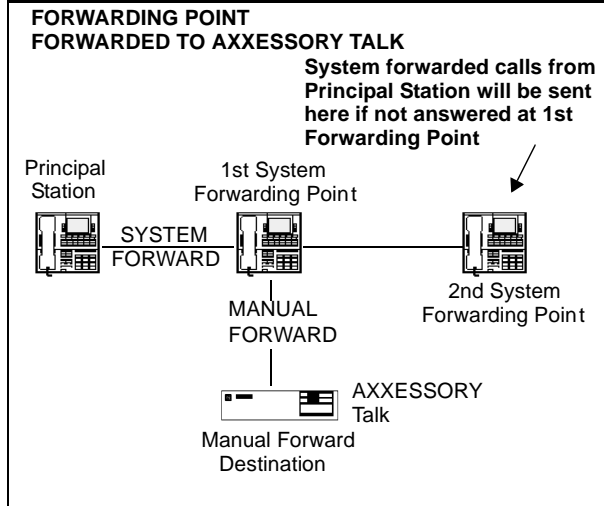 FORWARDING POINT
FORWARDED TO AXXESSORY TALK
System forwarded calls from
Principal Station will be sent
here if not answered at 1st
Forwarding Point
Principal
Station
1st System
Forwarding Point
SYSTEM
FORWARD
2nd System
Forwarding Point
MANUAL
FORWARD
AXXESSORY
Talk
Manual Forward
Destination